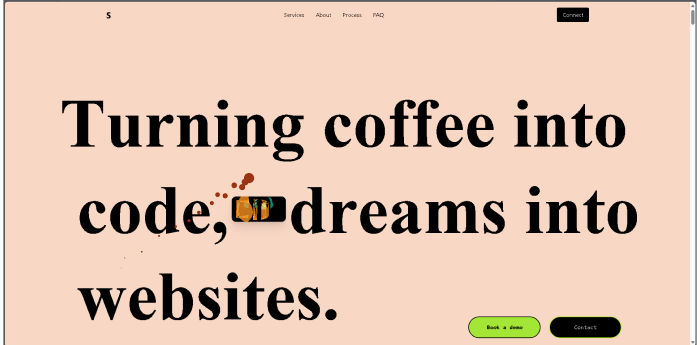 S
Services About Process FAQ
Connect
Turning coffee into
code, dreams into
websites.
Book a demo Contact